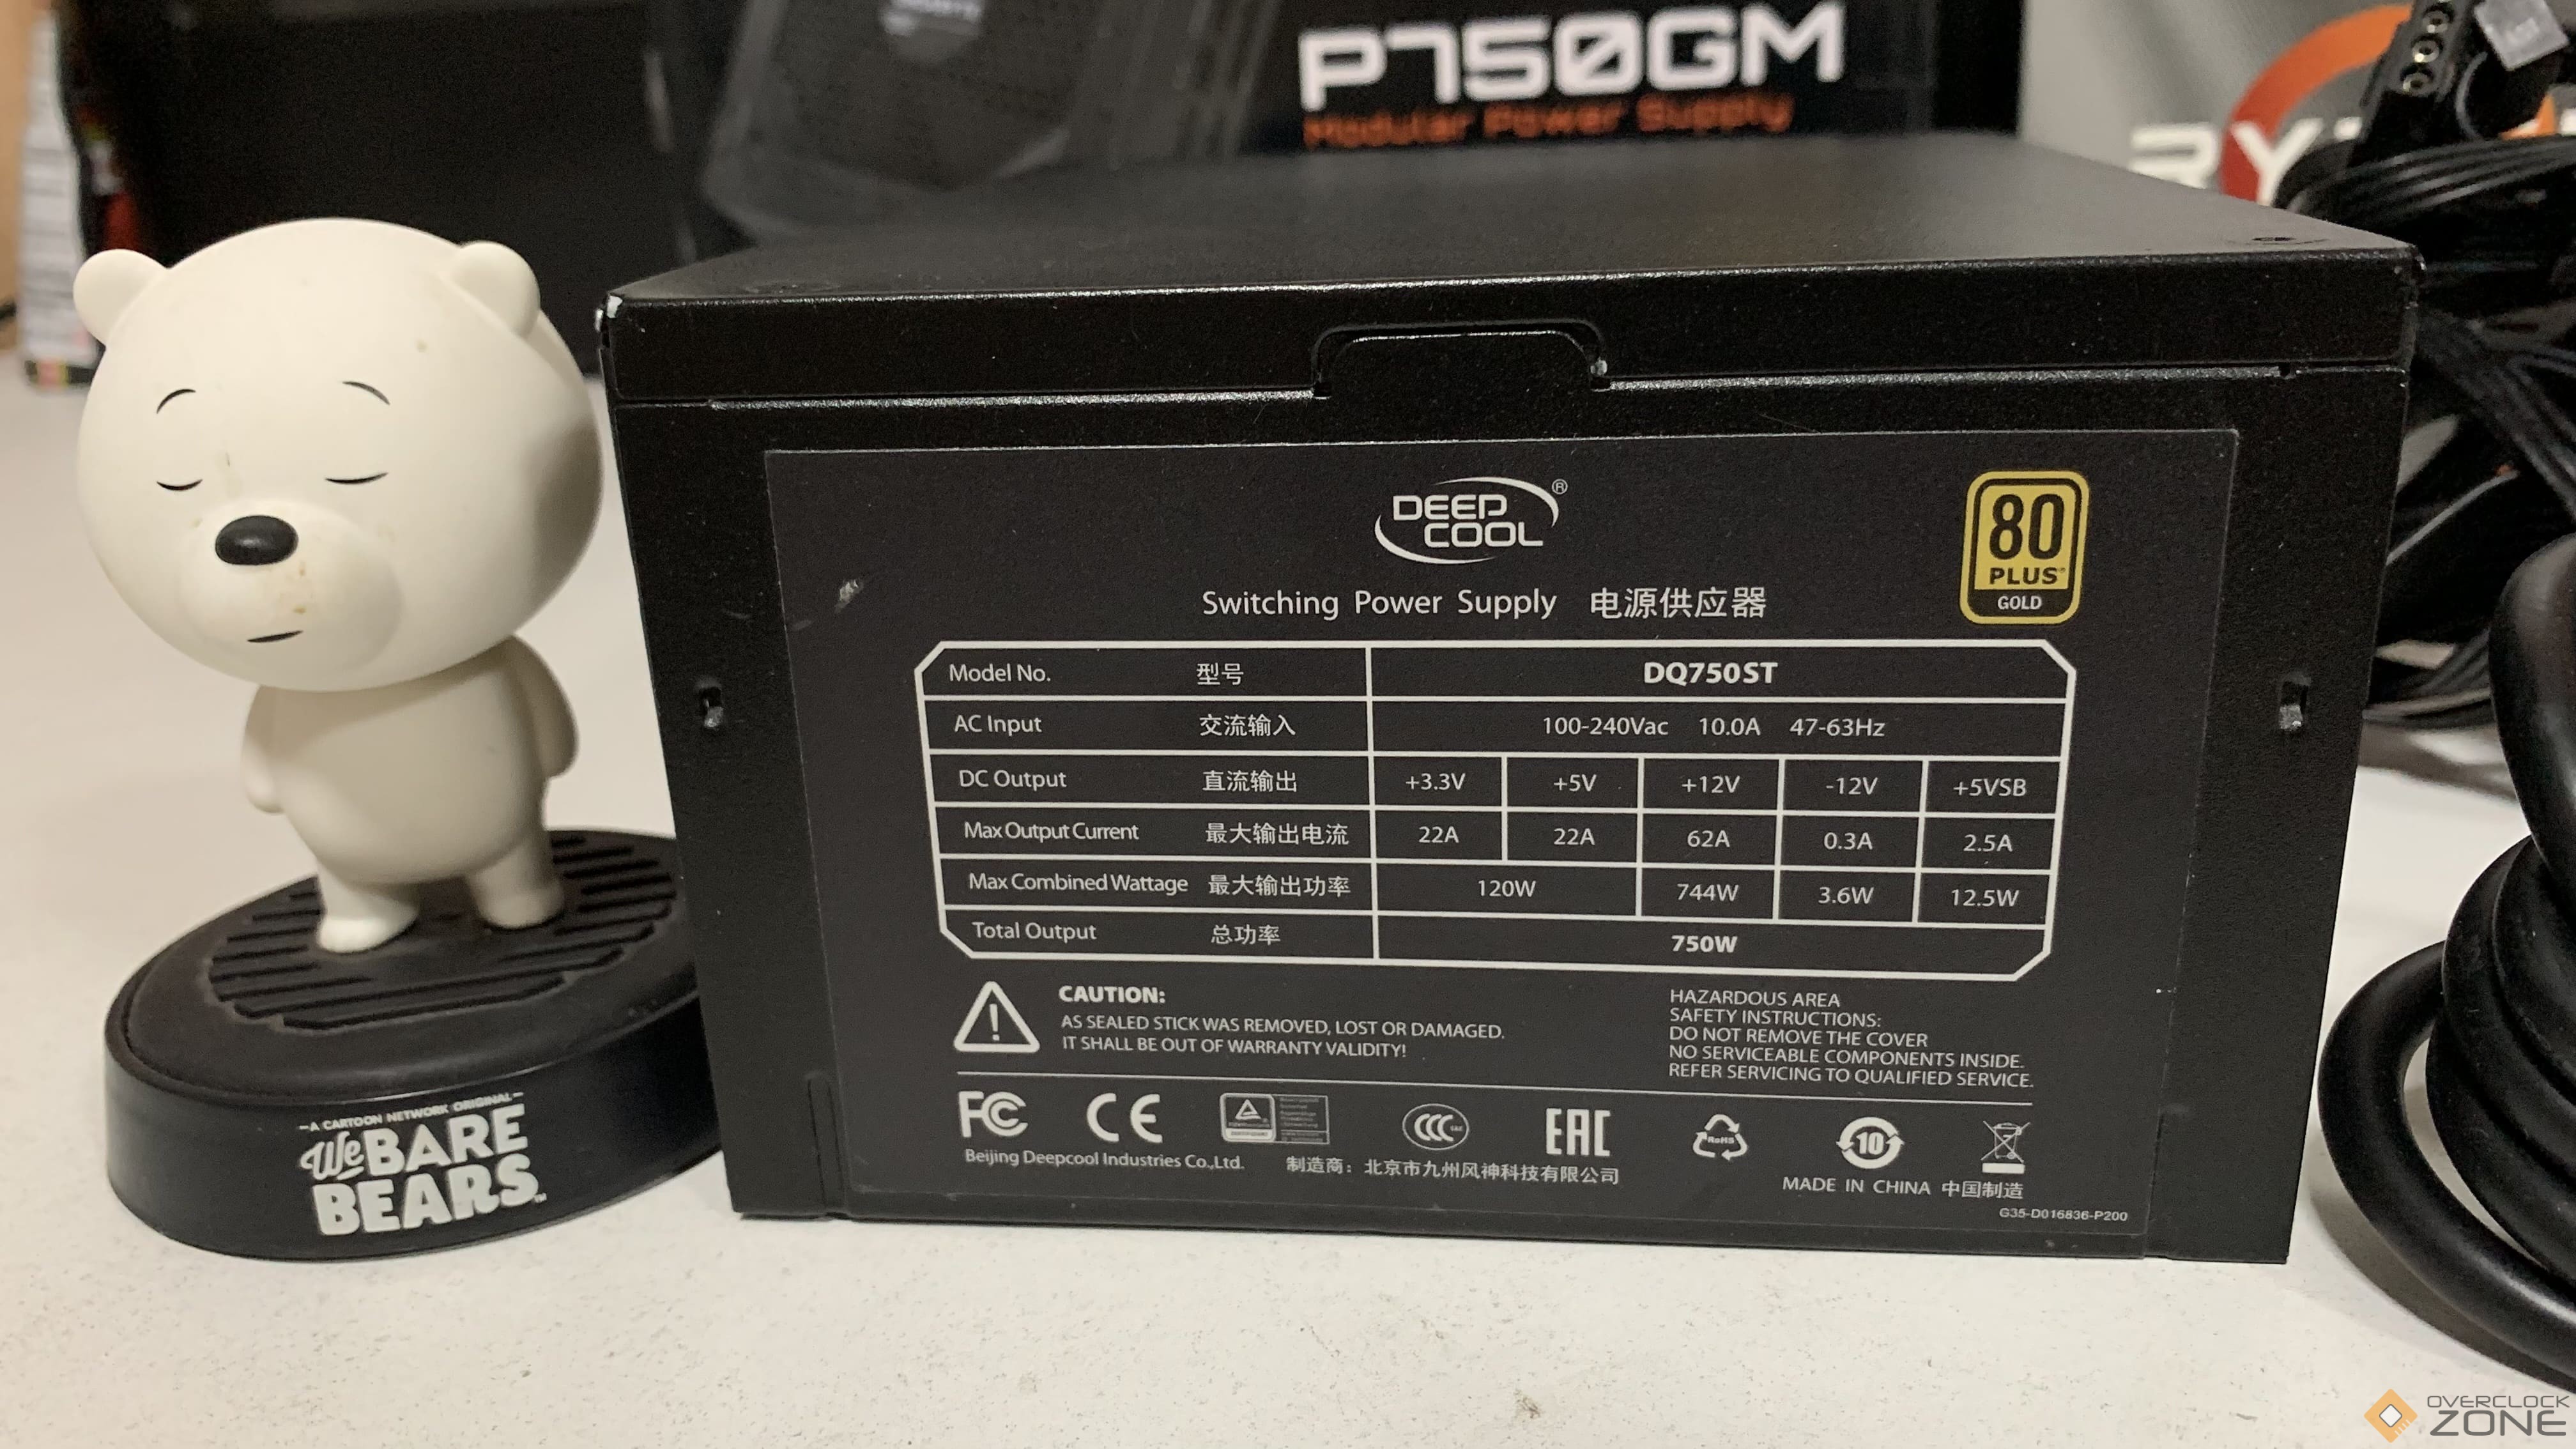 P750GM
Modular Power Supply
RY
DEEP
COOL®
80
PLUS®
GOLD
Switching Power Supply 电源供应器
Model No. 型号 DQ750ST
AC Input 交流输入 100-240Vac 10.0A 47-63Hz
DC Output 直流输出 +3.3V +5V +12V -12V +5VSB
Max Output Current 最大输出电流 22A 22A 62A 0.3A 2.5A
Max Combined Wattage 最大输出功率 120W 744W 3.6W 12.5W
Total Output 总功率 750W
CAUTION:
AS SEALED STICK WAS REMOVED, LOST OR DAMAGED.
IT SHALL BE OUT OF WARRANTY VALIDITY!
HAZARDOUS AREA
SAFETY INSTRUCTIONS:
DO NOT REMOVE THE COVER
NO SERVICEABLE COMPONENTS INSIDE.
REFER SERVICING TO QUALIFIED SERVICE.
FC CE CCC EAC RoHS 10
Beijing Deepcool Industries Co.,Ltd. 制造商：北京市九州风神科技有限公司
MADE IN CHINA 中国制造
G35-D016836-P200
A CARTOON NETWORK ORIGINAL
We BARE
BEARS™
OVERCLOCK
ZONE